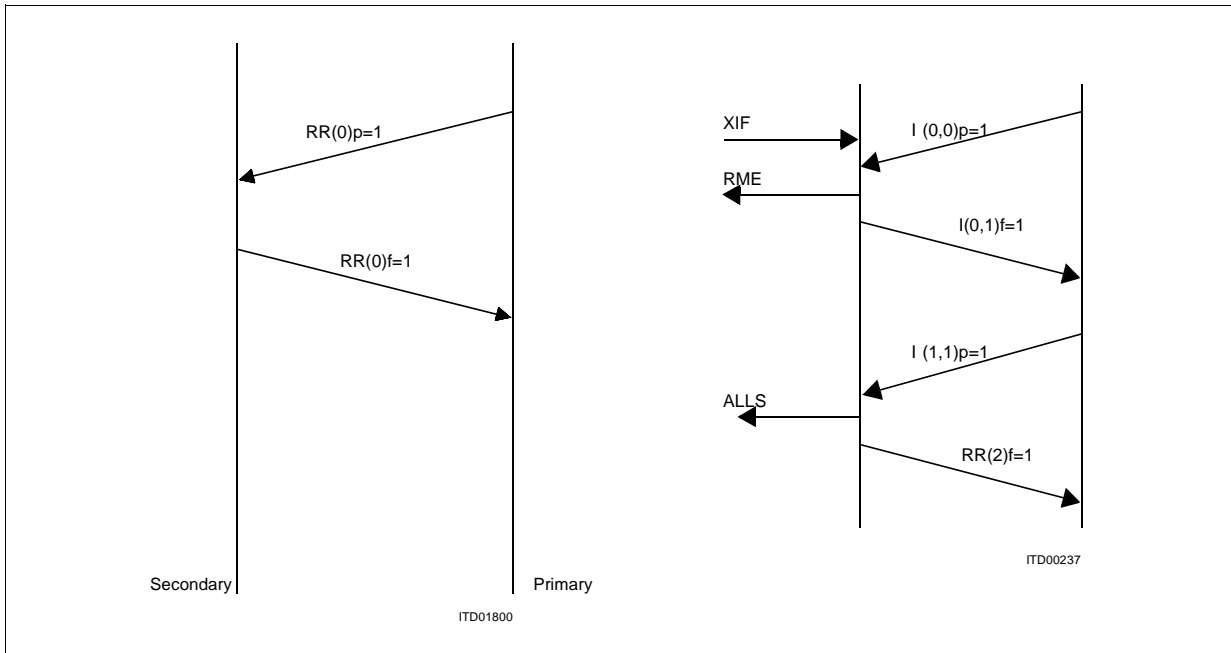 RR(0)p=1
RR(0)f=1
Secondary
Primary
ITD01800
XIF
I (0,0)p=1
RME
I(0,1)f=1
I (1,1)p=1
ALLS
RR(2)f=1
ITD00237